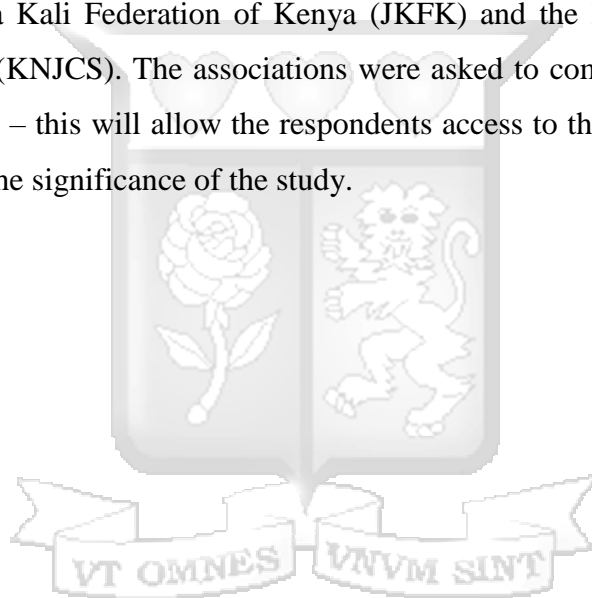 a Kali Federation of Kenya (JKFK) and the
(KNJCS). The associations were asked to con
– this will allow the respondents access to th
he significance of the study.
VT OMNES VNVM SINT